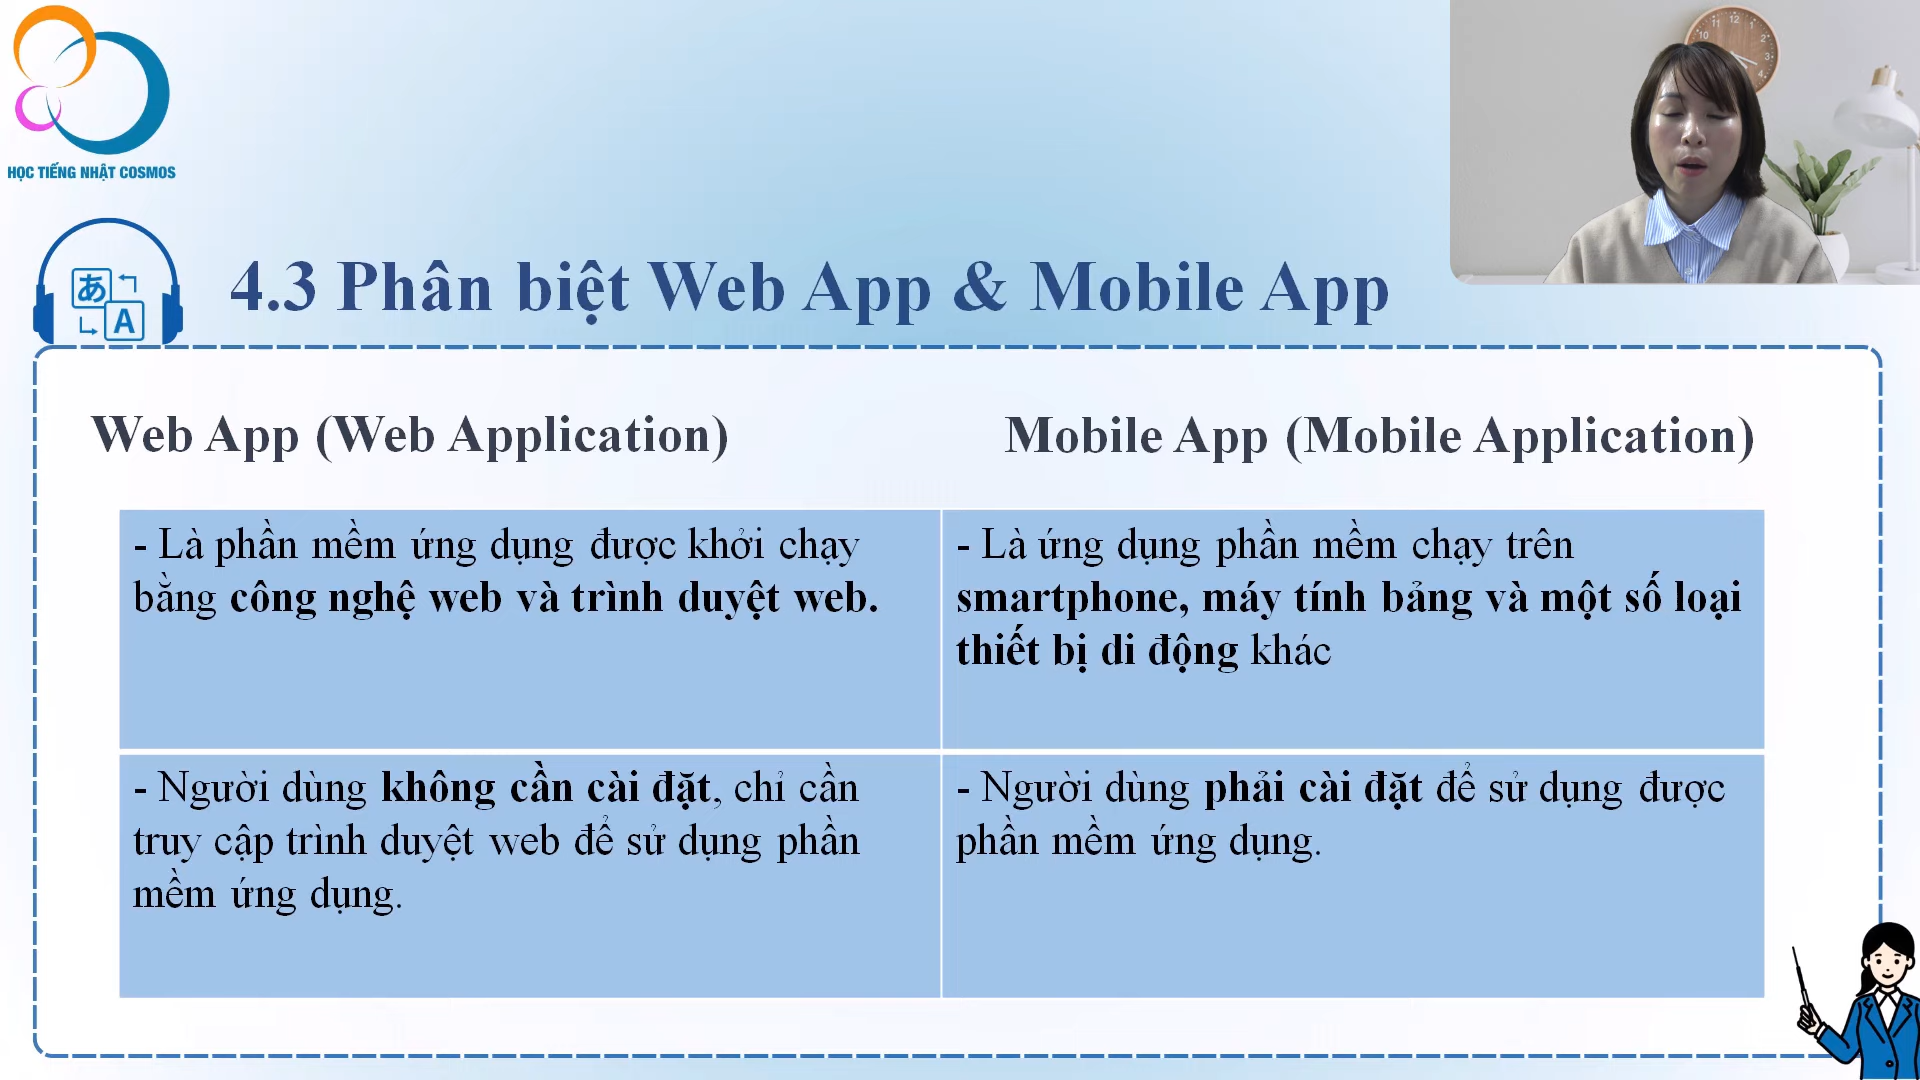 HỌC TIẾNG NHẬT COSMOS
あ
A
4.3 Phân biệt Web App & Mobile App
Web App (Web Application)
Mobile App (Mobile Application)
- Là phần mềm ứng dụng được khởi chạy
bằng công nghệ web và trình duyệt web.
- Là ứng dụng phần mềm chạy trên
smartphone, máy tính bảng và một số loại
thiết bị di động khác
- Người dùng không cần cài đặt, chỉ cần
truy cập trình duyệt web để sử dụng phần
mềm ứng dụng.
- Người dùng phải cài đặt để sử dụng được
phần mềm ứng dụng.